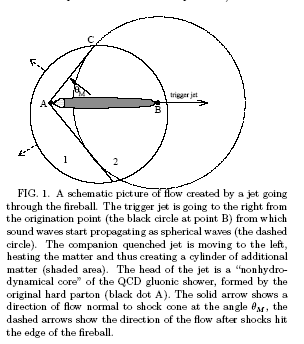 C
θM
trigger jet
A
B
1
2
FIG. 1. A schematic picture of flow created by a jet going
through the fireball. The trigger jet is going to the right from
the origination point (the black circle at point B) from which
sound waves start propagating as spherical waves (the dashed
circle). The companion quenched jet is moving to the left,
heating the matter and thus creating a cylinder of additional
matter (shaded area). The head of the jet is a “nonhydro-
dynamical core” of the QCD gluonic shower, formed by the
original hard parton (black dot A). The solid arrow shows a
direction of flow normal to shock cone at the angle θM, the
dashed arrows show the direction of the flow after shocks hit
the edge of the fireball.